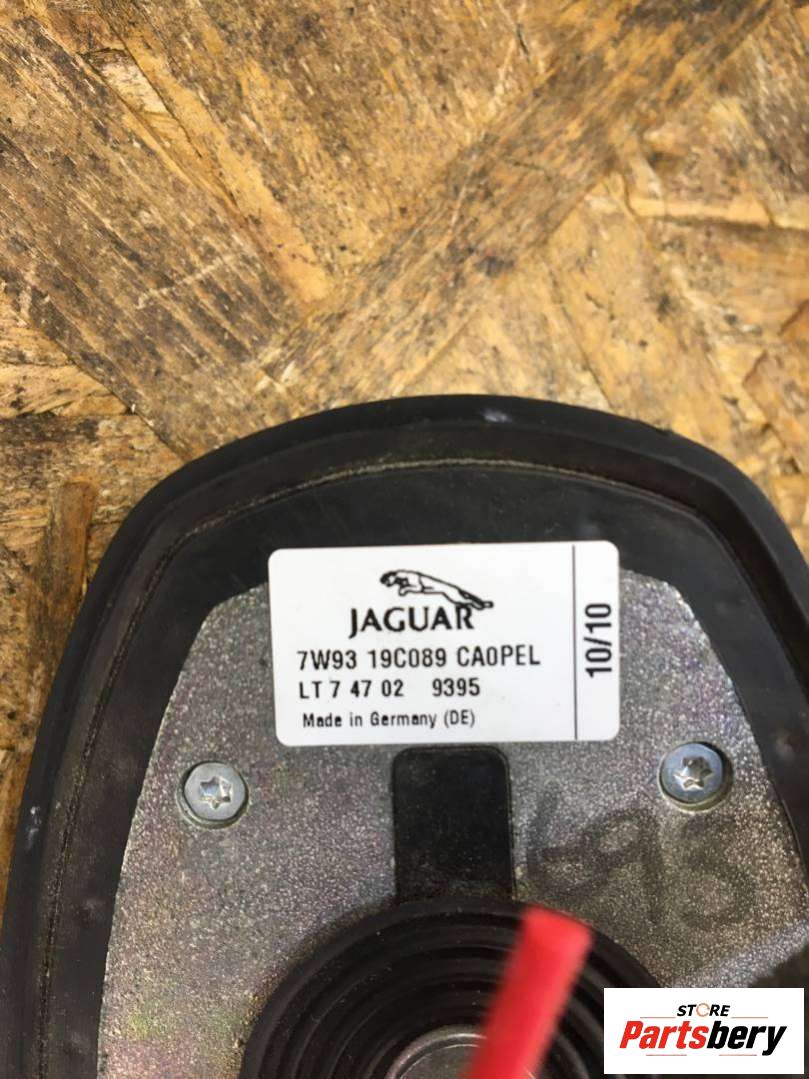 JAGUAR
7W93 19C089 CA0PEL
LT 7 47 02 9395
Made in Germany (DE)
10/10
STORE
Partsbery